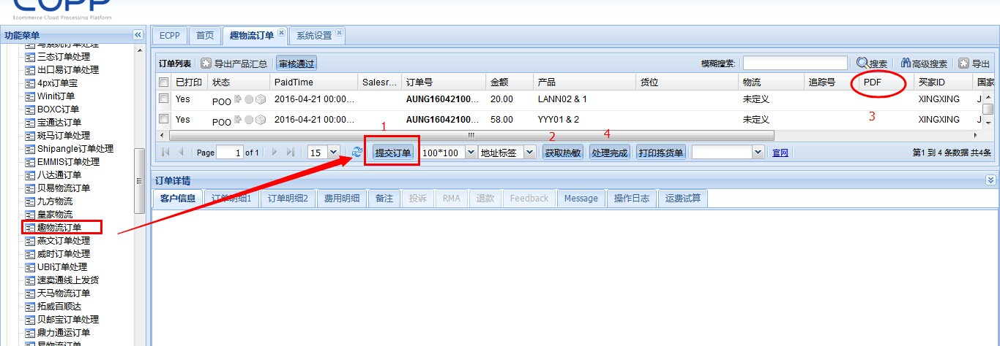 Ecommerce Cloud Processing Platform
功能菜单
三态订单处理
出口易订单处理
4px订单宝
Winit订单
BOXC订单
宝通达订单
斑马订单处理
Shipangle订单处理
EMMIS订单处理
八达通订单
贝易物流订单
九方物流
皇家物流
趣物流订单
燕文订单处理
威时订单处理
UBI订单处理
速卖通线上发货
天马物流订单
拓威百顺达
贝邮宝订单处理
鼎力通运订单
ECPP 首页 趣物流订单 系统设置
订单列表 导出产品汇总 审核通过 模糊搜索: 搜索 高级搜索 导出
已打印 状态 PaidTime Salesr... 订单号 金额 产品 货位 物流 追踪号 PDF 买家ID 国家
Yes POO 2016-04-21 00:00... AUNG16042100... 20.00 LANN02 & 1 未定义 XINGXING J
Yes POO 2016-04-21 00:00... AUNG16042100... 58.00 YYY01 & 2 未定义 XINGXING J
1 2 4 3
Page 1 of 1 15 提交订单 100*100 地址标签 获取热敏 处理完成 打印拣货单 官网 第1 到 4 条数据 共4条
订单详情
客户信息 订单明细1 订单明细2 费用明细 备注 投诉 RMA 退款 Feedback Message 操作日志 运费试算